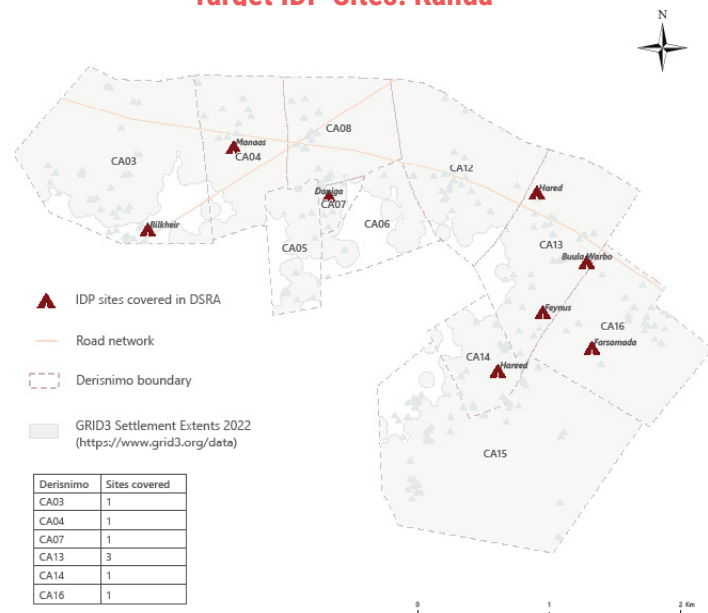 Target IDP Sites: Kahda
N
CA08
Manaas
CA04
CA03
CA12
Daniga
CA07
Hared
CA06
Bilkheir
CA05
CA13
Buula Warbo
Feynus
CA16
Forsamada
CA14
Hareed
CA15
IDP sites covered in DSRA
Road network
Derisnimo boundary
GRID3 Settlement Extents 2022
(https://www.grid3.org/data)
Derisnimo Sites covered
CA03 1
CA04 1
CA07 1
CA13 3
CA14 1
CA16 1
0 1 2 Km